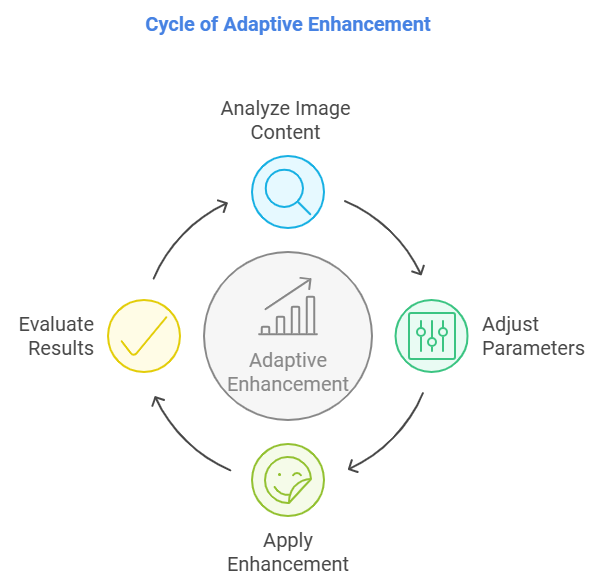 Cycle of Adaptive Enhancement
Analyze Image
Content
Adjust
Parameters
Apply
Enhancement
Evaluate
Results
Adaptive
Enhancement